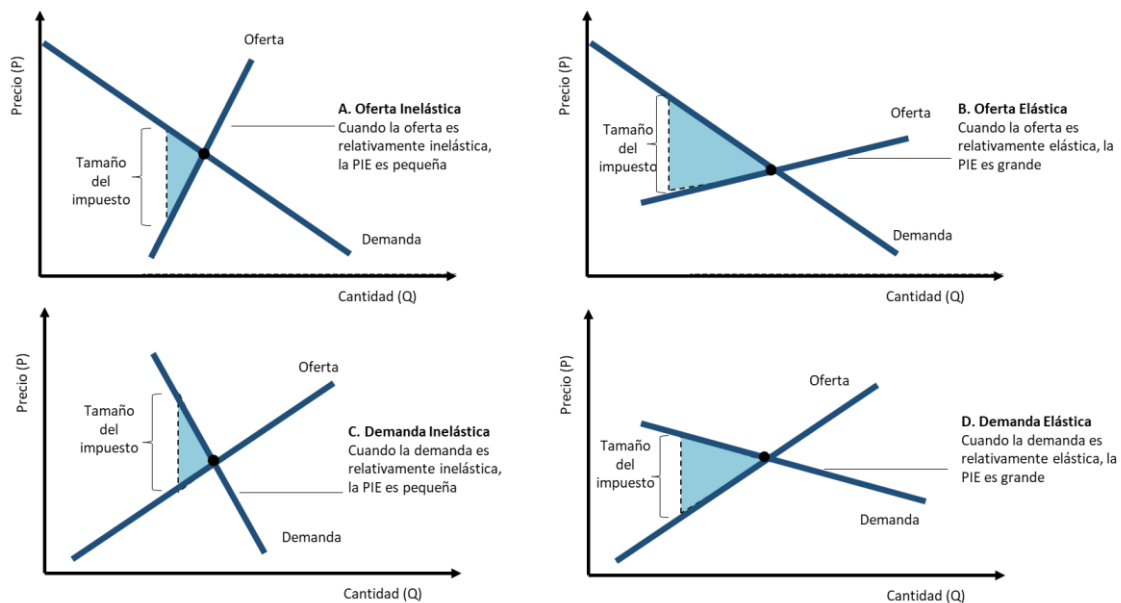 Precio (P)
Oferta
A. Oferta Inelástica
Cuando la oferta es
relativamente inelástica,
la PIE es pequeña
Tamaño
del
impuesto
Demanda
Cantidad (Q)
Precio (P)
Oferta
B. Oferta Elástica
Cuando la oferta es
relativamente elástica, la
PIE es grande
Tamaño
del
impuesto
Demanda
Cantidad (Q)
Precio (P)
Oferta
Tamaño
del
impuesto
C. Demanda Inelástica
Cuando la demanda es
relativamente inelástica,
la PIE es pequeña
Demanda
Cantidad (Q)
Precio (P)
Oferta
D. Demanda Elástica
Cuando la demanda es
relativamente elástica, la
PIE es grande
Tamaño
del
impuesto
Demanda
Cantidad (Q)